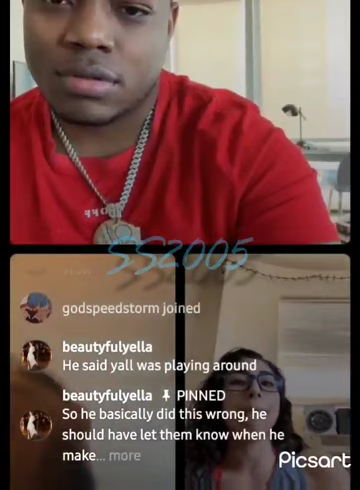 SS2005
godspeedstorm joined
beautyfulyella
He said yall was playing around
beautyfulyella PINNED
So he basically did this wrong, he
should have let them know when he
make... more
Picsart